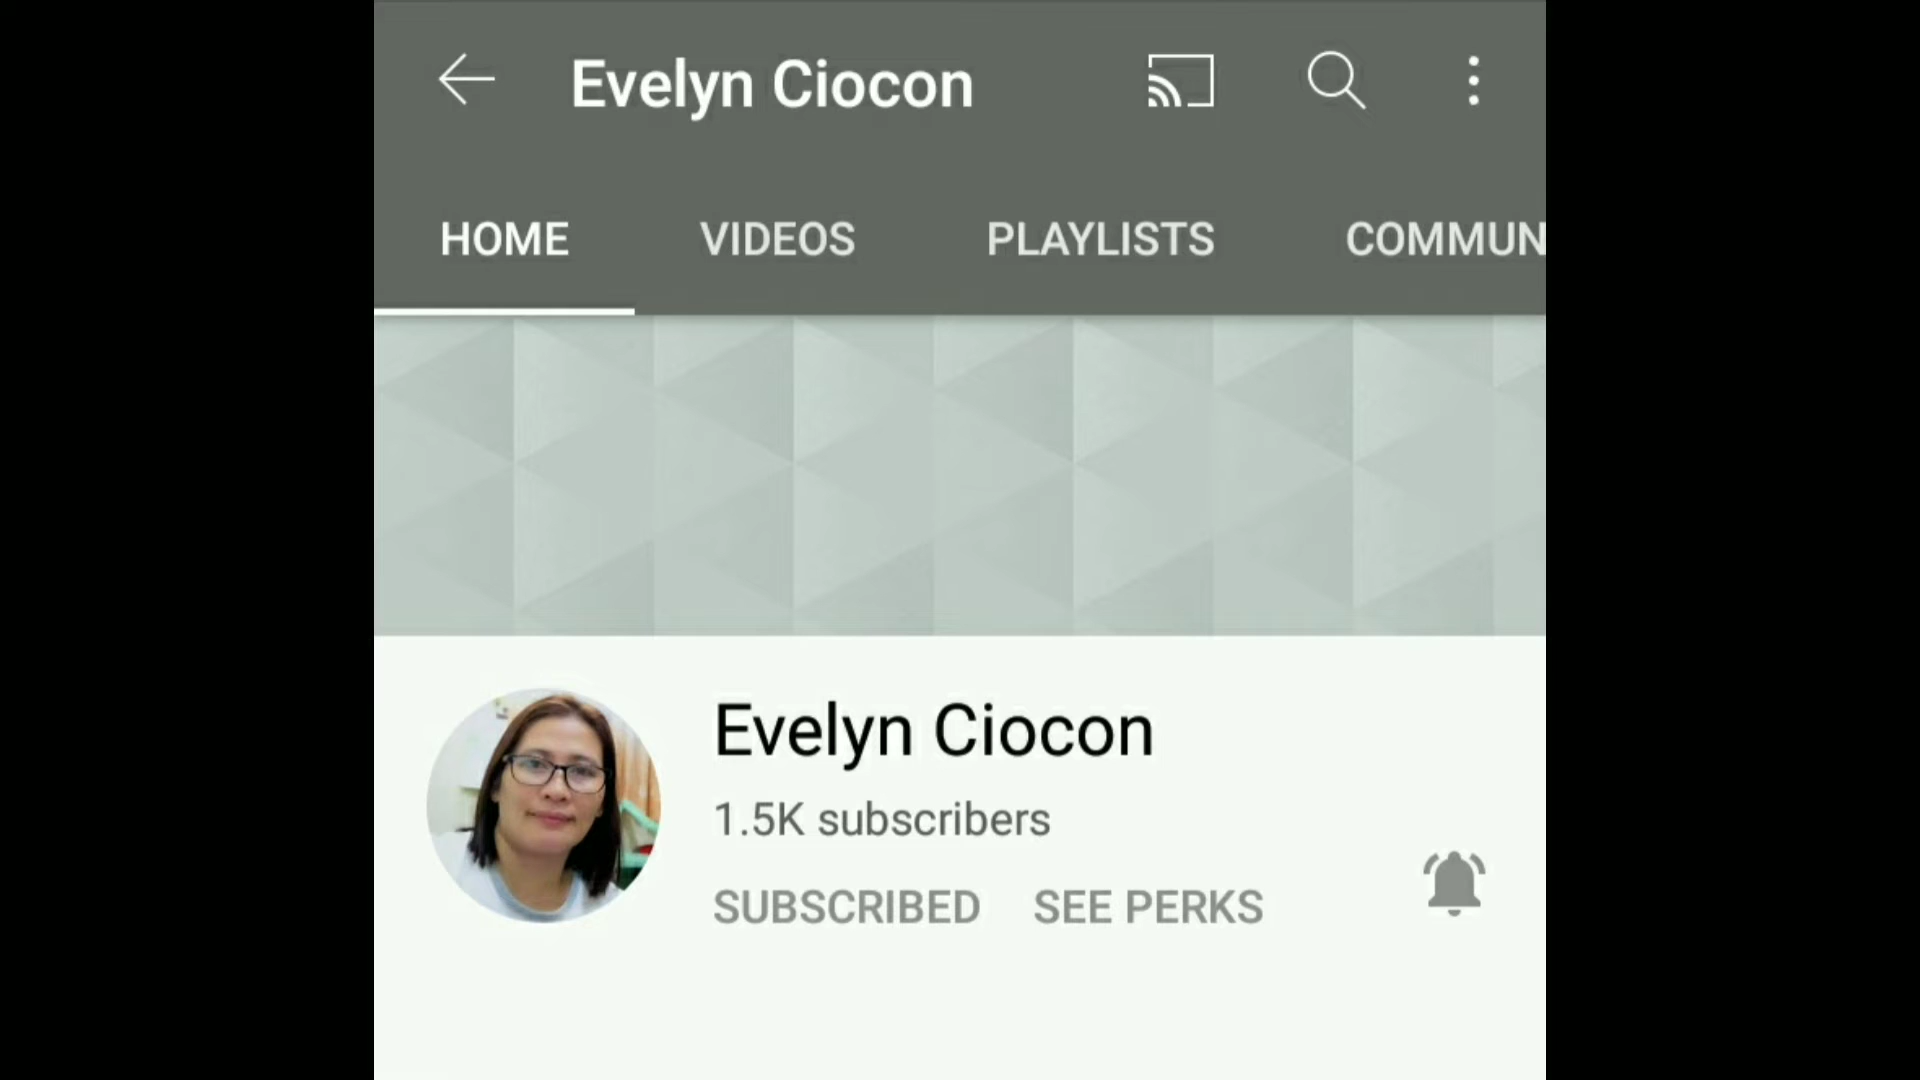 Evelyn Ciocon
HOME VIDEOS PLAYLISTS COMMUN
Evelyn Ciocon
1.5K subscribers
SUBSCRIBED SEE PERKS